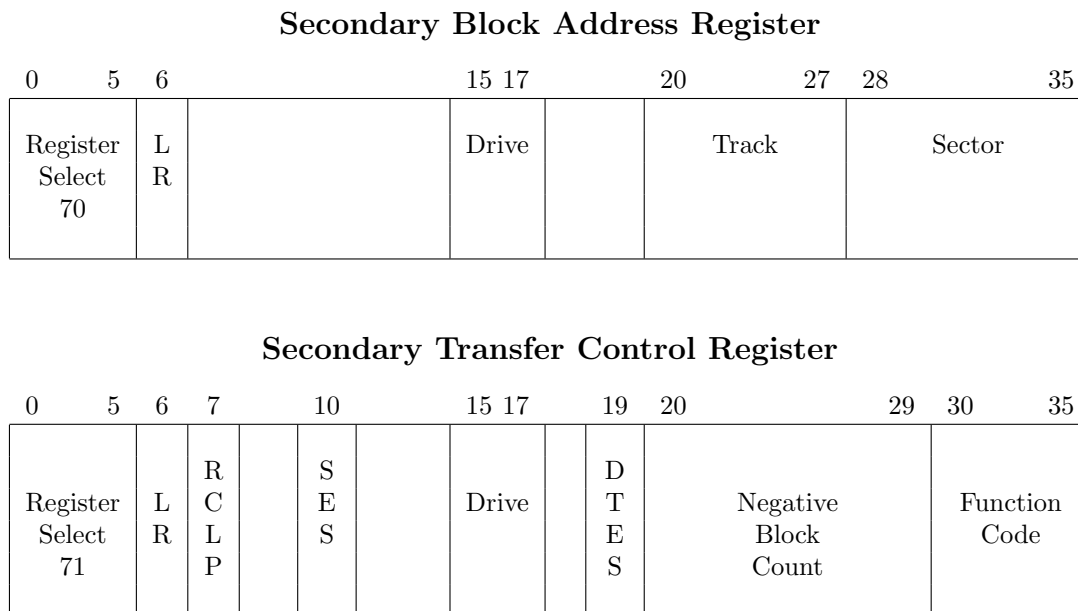 Secondary Block Address Register
0 5 6 15 17 20 27 28 35
Register L Drive Track Sector
Select R
70
Secondary Transfer Control Register
0 5 6 7 10 15 17 19 20 29 30 35
R S D
Register L C E Drive T Negative Function
Select R L S E Block Code
71 P S Count